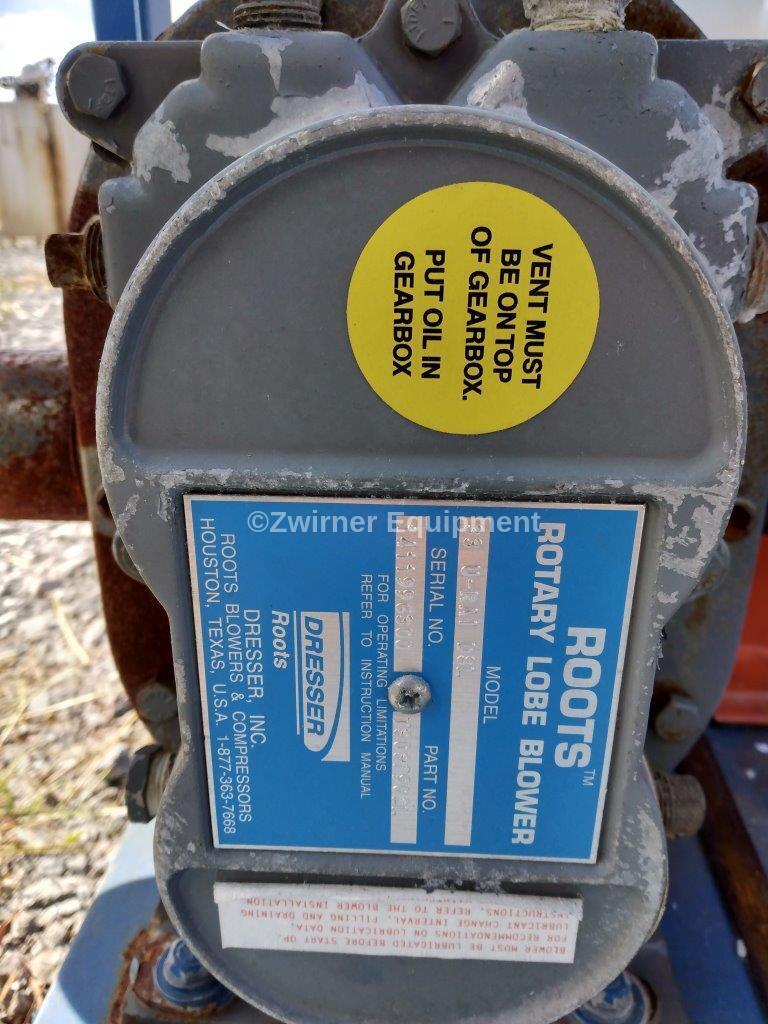 VENT MUST
BE ON TOP
OF GEARBOX.
PUT OIL IN
GEARBOX
©Zwirner Equipment
ROOTS™
ROTARY LOBE BLOWER
MODEL
SERIAL NO. PART NO.
FOR OPERATING LIMITATIONS
REFER TO INSTRUCTION MANUAL
DRESSER
Roots
DRESSER, INC.
ROOTS BLOWERS & COMPRESSORS
HOUSTON, TEXAS, U.S.A. 1-877-363-7668
BLOWER MUST BE LUBRICATED BEFORE START UP
FOR RECOMMENDATIONS ON LUBRICATION DATA,
LUBRICANT CHANGE INTERVAL, FILLING AND DRAINING
INSTRUCTIONS, REFER TO THE BLOWER INSTALLATION